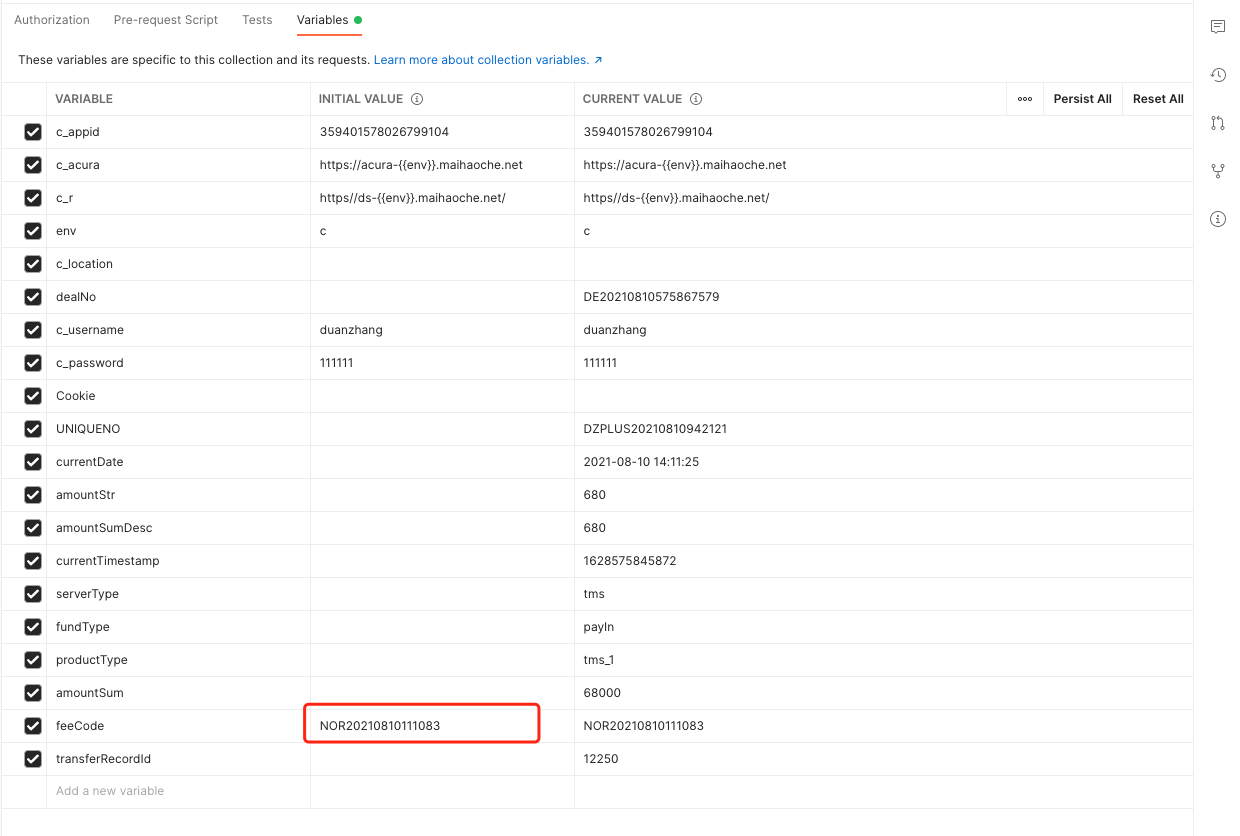 Authorization Pre-request Script Tests Variables
These variables are specific to this collection and its requests. Learn more about collection variables. ↗
VARIABLE INITIAL VALUE CURRENT VALUE Persist All Reset All
c_appid 359401578026799104 359401578026799104
c_acura https://acura-{{env}}.maihaoche.net https://acura-{{env}}.maihaoche.net
c_r https//ds-{{env}}.maihaoche.net/ https//ds-{{env}}.maihaoche.net/
env c c
c_location
dealNo DE20210810575867579
c_username duanzhang duanzhang
c_password 111111 111111
Cookie
UNIQUENO DZPLUS20210810942121
currentDate 2021-08-10 14:11:25
amountStr 680
amountSumDesc 680
currentTimestamp 1628575845872
serverType tms
fundType payIn
productType tms_1
amountSum 68000
feeCode NOR20210810111083 NOR20210810111083
transferRecordId 12250
Add a new variable